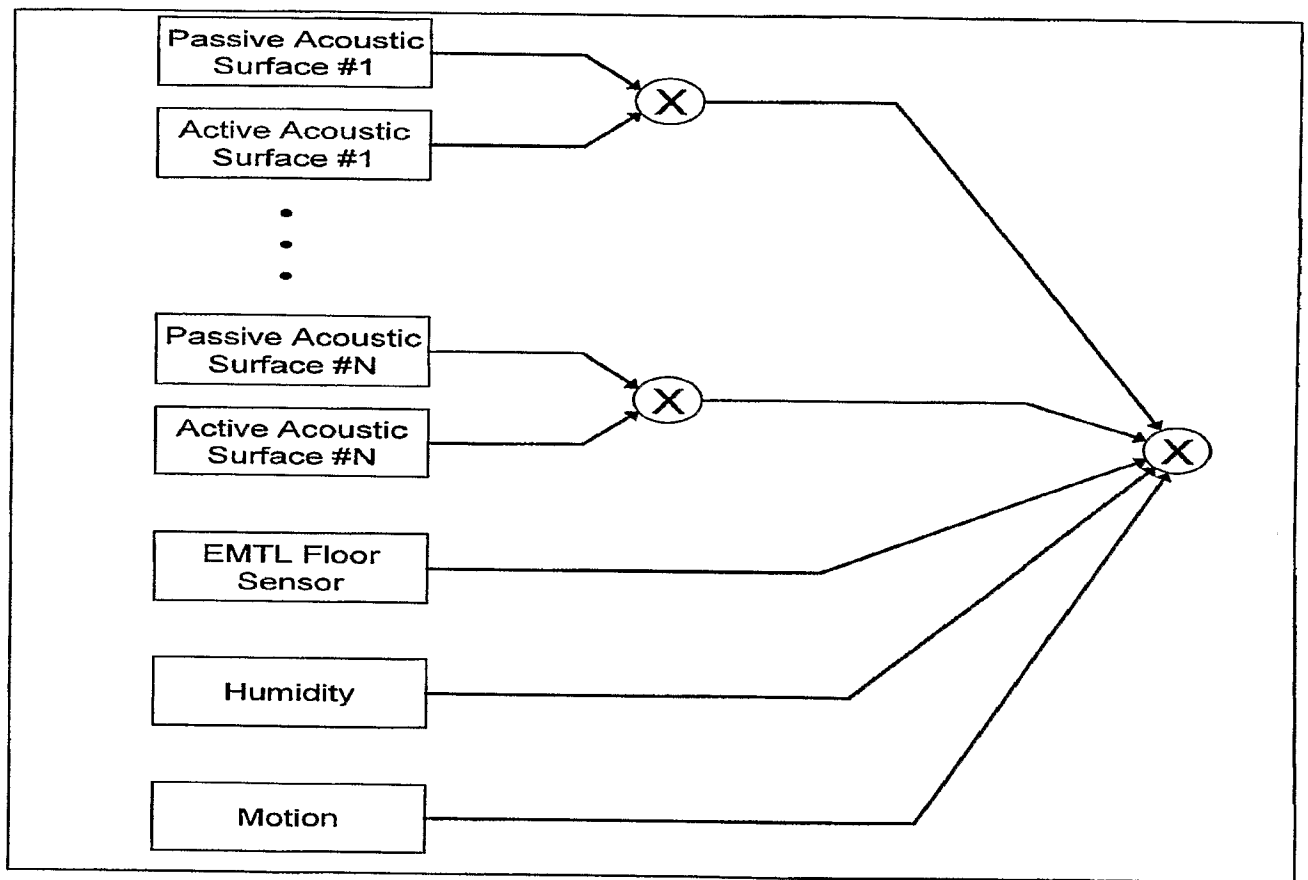 Passive Acoustic
Surface #1
X
Active Acoustic
Surface #1
Passive Acoustic
Surface #N
X
Active Acoustic
Surface #N
X
EMTL Floor
Sensor
Humidity
Motion